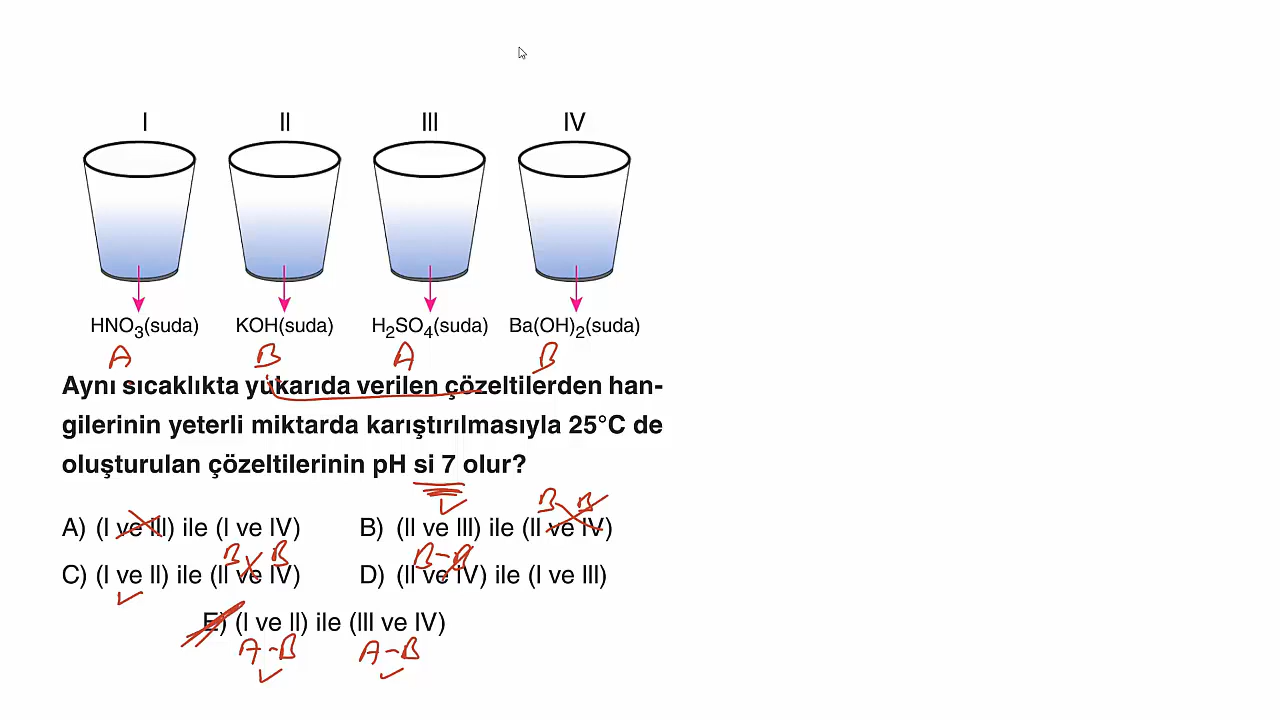 I II III IV
HNO₃(suda) KOH(suda) H₂SO₄(suda) Ba(OH)₂(suda)
A B A B
Aynı sıcaklıkta yukarıda verilen çözeltilerden han-
gilerinin yeterli miktarda karıştırılmasıyla 25°C de
oluşturulan çözeltilerinin pH si 7 olur?
B B
A) (I ve III) ile (I ve IV) B) (II ve III) ile (II ve IV)
B B B - B
C) (I ve II) ile (II ve IV) D) (II ve IV) ile (I ve III)
E) (I ve II) ile (III ve IV)
A - B A - B